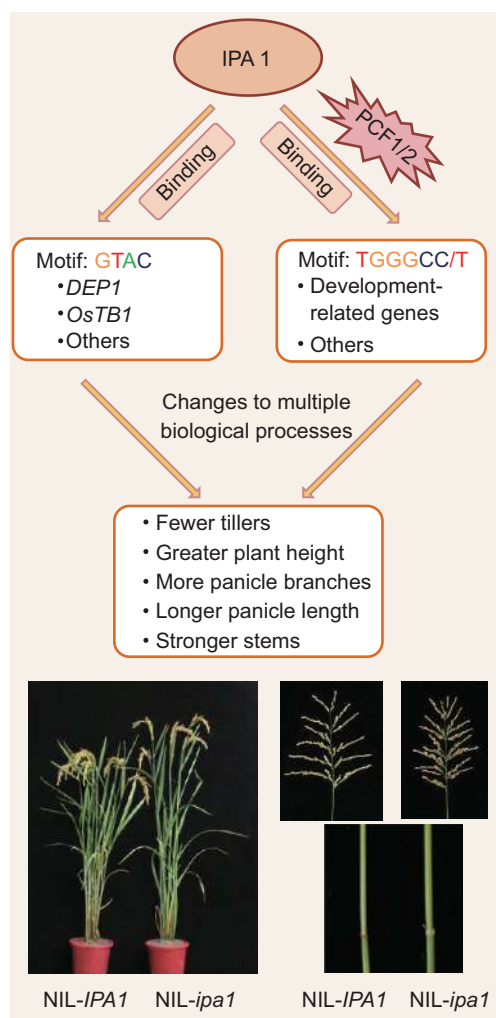 IPA 1
PCF1/2
Binding
Binding
Motif: GTAC
•DEP1
•OsTB1
•Others
Motif: TGGGCC/T
• Development-
related genes
• Others
Changes to multiple
biological processes
• Fewer tillers
• Greater plant height
• More panicle branches
• Longer panicle length
• Stronger stems
NIL-IPA1 NIL-ipa1
NIL-IPA1 NIL-ipa1